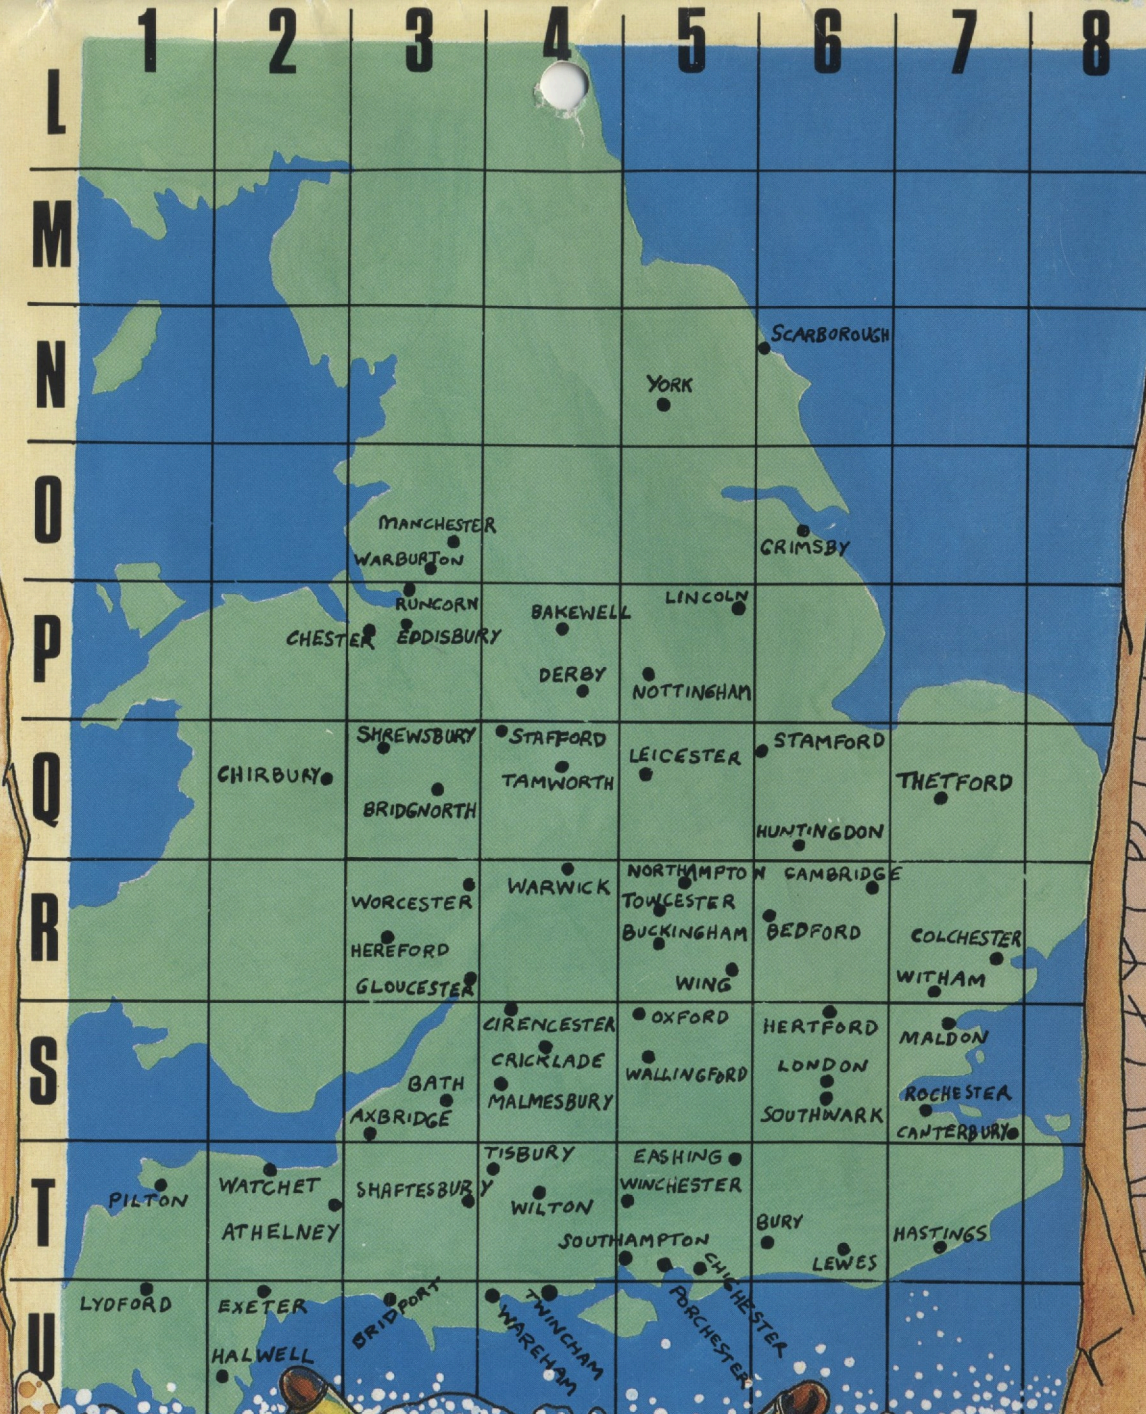 1 2 3 4 5 6 7 8
L
M
N
SCARBOROUGH
YORK
O
MANCHESTER
WARBURTON
GRIMSBY
P
RUNCORN
BAKEWELL
LINCOLN
CHESTER
EDDISBURY
DERBY
NOTTINGHAM
Q
SHREWSBURY
STAFFORD
STAMFORD
LEICESTER
CHIRBURY
TAMWORTH
THETFORD
BRIDGNORTH
HUNTINGDON
R
NORTHAMPTON
CAMBRIDGE
WARWICK
WORCESTER
TOWCESTER
BUCKINGHAM
BEDFORD
COLCHESTER
HEREFORD
GLOUCESTER
WING
WITHAM
S
CIRENCESTER
OXFORD
HERTFORD
MALDON
CRICKLADE
WALLINGFORD
LONDON
BATH
MALMESBURY
ROCHESTER
AXBRIDGE
SOUTHWARK
CANTERBURY
T
TISBURY
EASHING
PILTON
WATCHET
SHAFTESBURY
WINCHESTER
WILTON
ATHELNEY
BURY
HASTINGS
SOUTHAMPTON
LEWES
CHICHESTER
PORCHESTER
U
LYDFORD
EXETER
BRIDPORT
TWINCHAM
WAREHAM
HALWELL